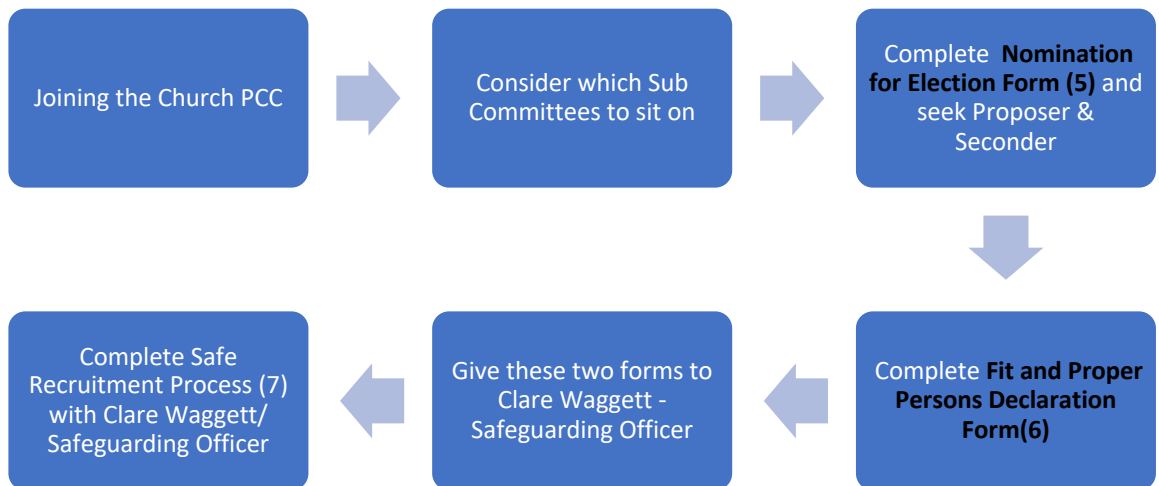 Joining the Church PCC
Consider which Sub
Committees to sit on
Complete  Nomination
for Election Form (5) and
seek Proposer &
Seconder
Complete Fit and Proper
Persons Declaration
Form(6)
Give these two forms to
Clare Waggett -
Safeguarding Officer
Complete Safe
Recruitment Process (7)
with Clare Waggett/
Safeguarding Officer